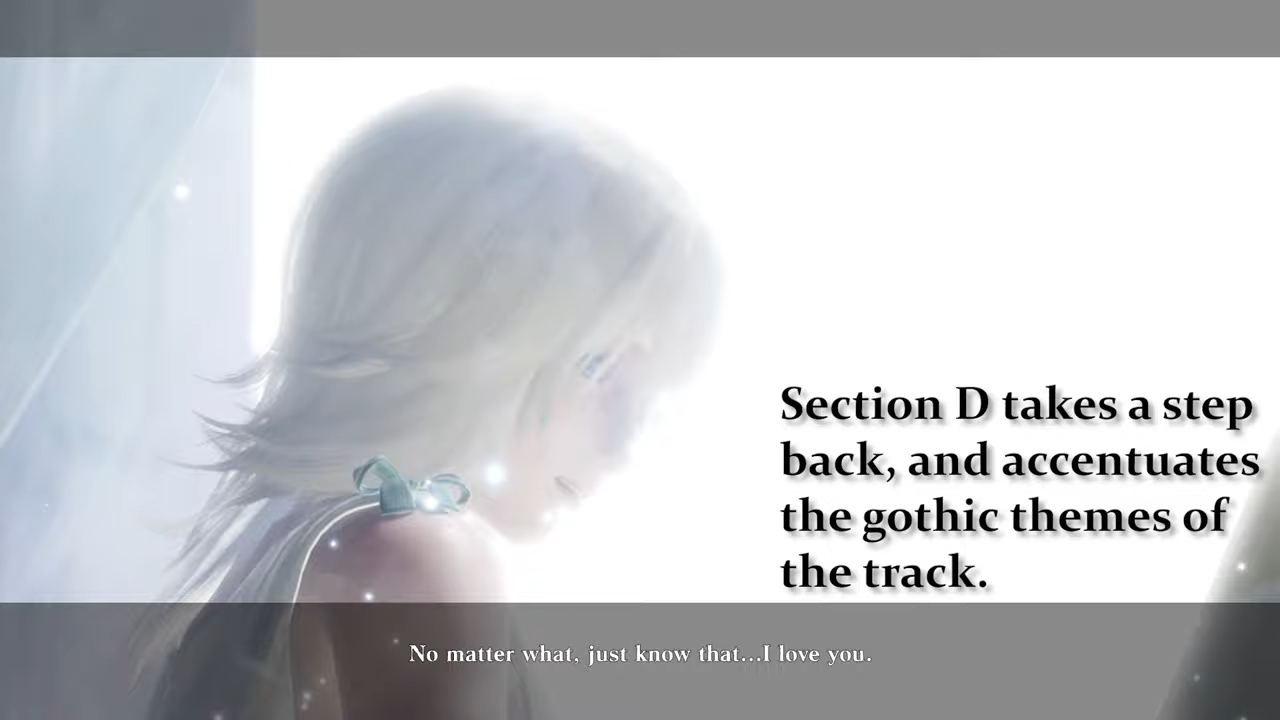 Section D takes a step
back, and accentuates
the gothic themes of
the track.
No matter what, just know that...I love you.